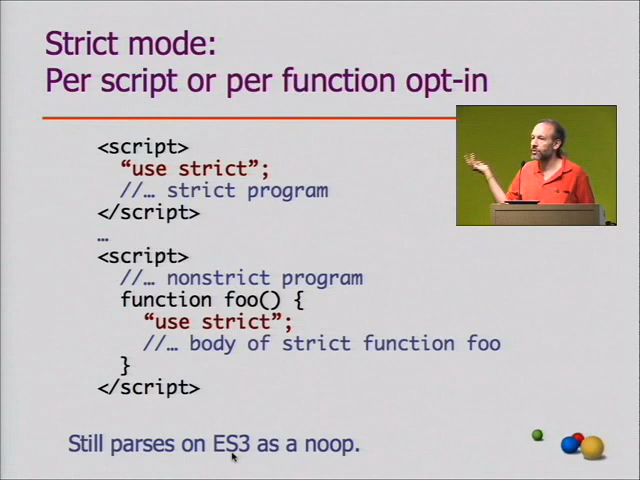 Strict mode:
Per script or per function opt-in
<script>
“use strict”;
//… strict program
</script>
…
<script>
//… nonstrict program
function foo() {
“use strict”;
//… body of strict function foo
}
</script>
Still parses on ES3 as a noop.